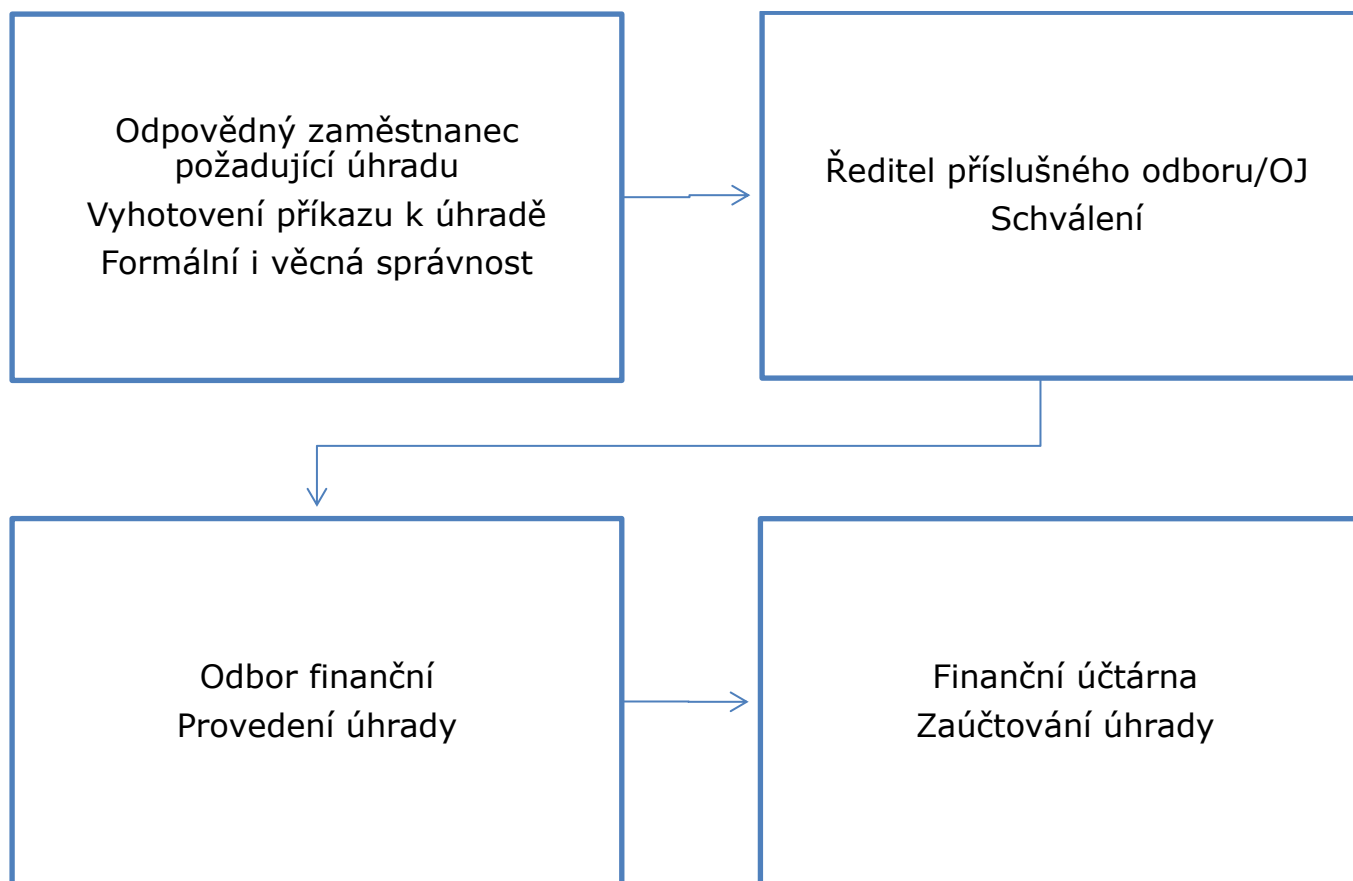 Odpovědný zaměstnanec
požadující úhradu
Vyhotovení příkazu k úhradě
Formální i věcná správnost
Ředitel příslušného odboru/OJ
Schválení
Odbor finanční
Provedení úhrady
Finanční účtárna
Zaúčtování úhrady